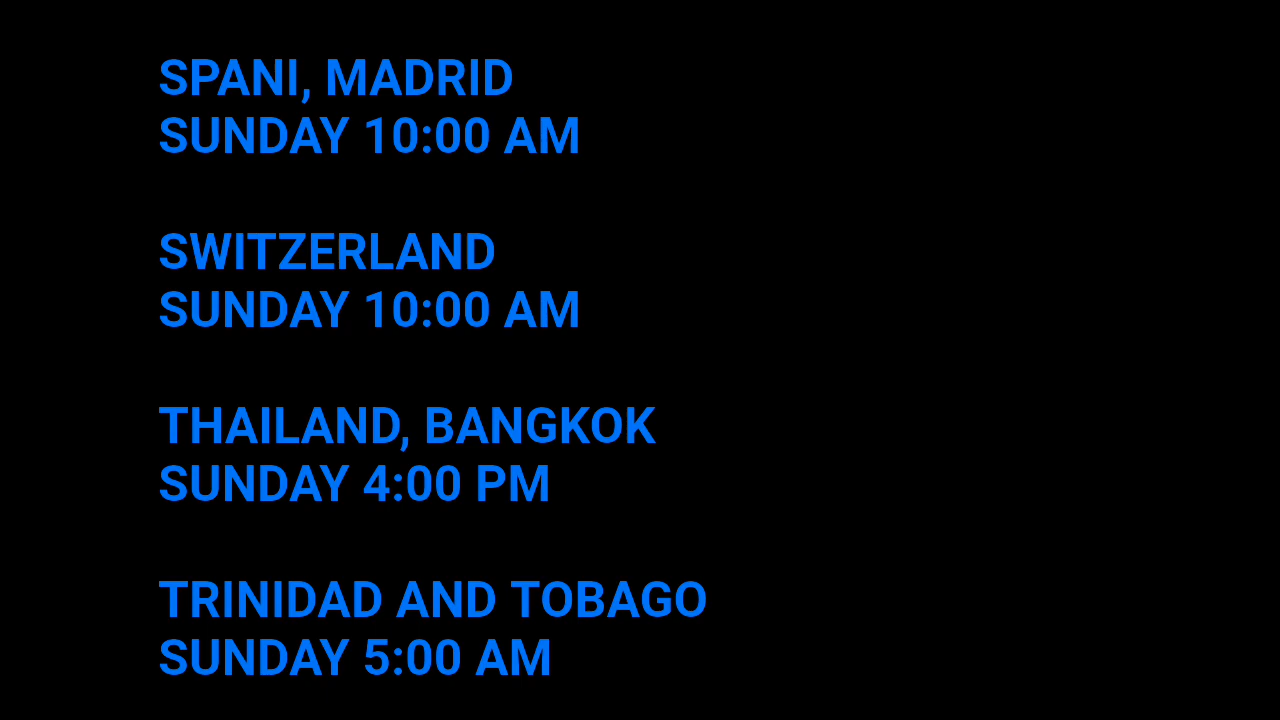 SPANI, MADRID
SUNDAY 10:00 AM
SWITZERLAND
SUNDAY 10:00 AM
THAILAND, BANGKOK
SUNDAY 4:00 PM
TRINIDAD AND TOBAGO
SUNDAY 5:00 AM